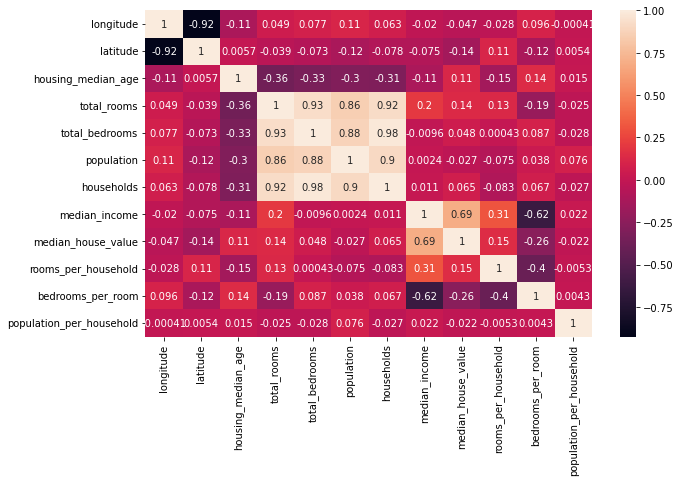 longitude 1 -0.92 -0.11 0.049 0.077 0.11 0.063 -0.02 -0.047 -0.028 0.096 -0.00041 1.00
latitude -0.92 1 0.0057 -0.039 -0.073 -0.12 -0.078 -0.075 -0.14 0.11 -0.12 0.0054 0.75
housing_median_age -0.11 0.0057 1 -0.36 -0.33 -0.3 -0.31 -0.11 0.11 -0.15 0.14 0.015
total_rooms 0.049 -0.039 -0.36 1 0.93 0.86 0.92 0.2 0.14 0.13 -0.19 -0.025 0.50
total_bedrooms 0.077 -0.073 -0.33 0.93 1 0.88 0.98 -0.0096 0.048 0.00043 0.087 -0.028 0.25
population 0.11 -0.12 -0.3 0.86 0.88 1 0.9 0.0024 -0.027 -0.075 0.038 0.076
households 0.063 -0.078 -0.31 0.92 0.98 0.9 1 0.011 0.065 -0.083 0.067 -0.027 0.00
median_income -0.02 -0.075 -0.11 0.2 -0.0096 0.0024 0.011 1 0.69 0.31 -0.62 0.022 -0.25
median_house_value -0.047 -0.14 0.11 0.14 0.048 -0.027 0.065 0.69 1 0.15 -0.26 -0.022
rooms_per_household -0.028 0.11 -0.15 0.13 0.00043 -0.075 -0.083 0.31 0.15 1 -0.4 -0.0053 -0.50
bedrooms_per_room 0.096 -0.12 0.14 -0.19 0.087 0.038 0.067 -0.62 -0.26 -0.4 1 0.0043 -0.75
population_per_household -0.00041 0.0054 0.015 -0.025 -0.028 0.076 -0.027 0.022 -0.022 -0.0053 0.0043 1
longitude
latitude
housing_median_age
total_rooms
total_bedrooms
population
households
median_income
median_house_value
rooms_per_household
bedrooms_per_room
population_per_household